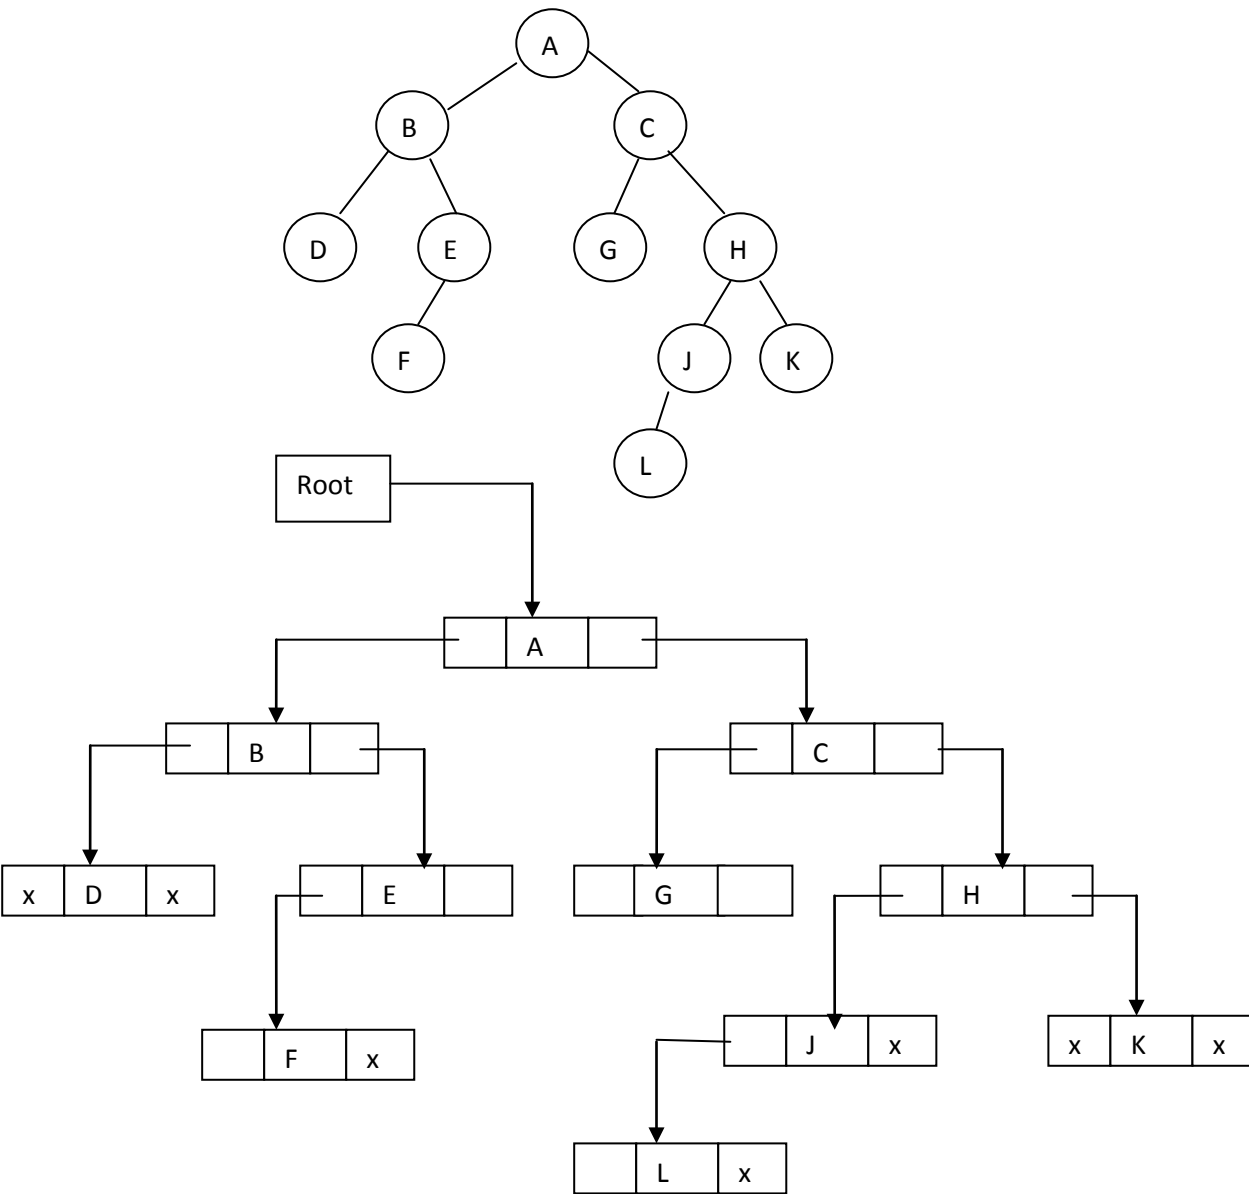 A
B C
D E G H
F J K
L
Root
A
B C
x D x E G H
F x J x x K x
L x